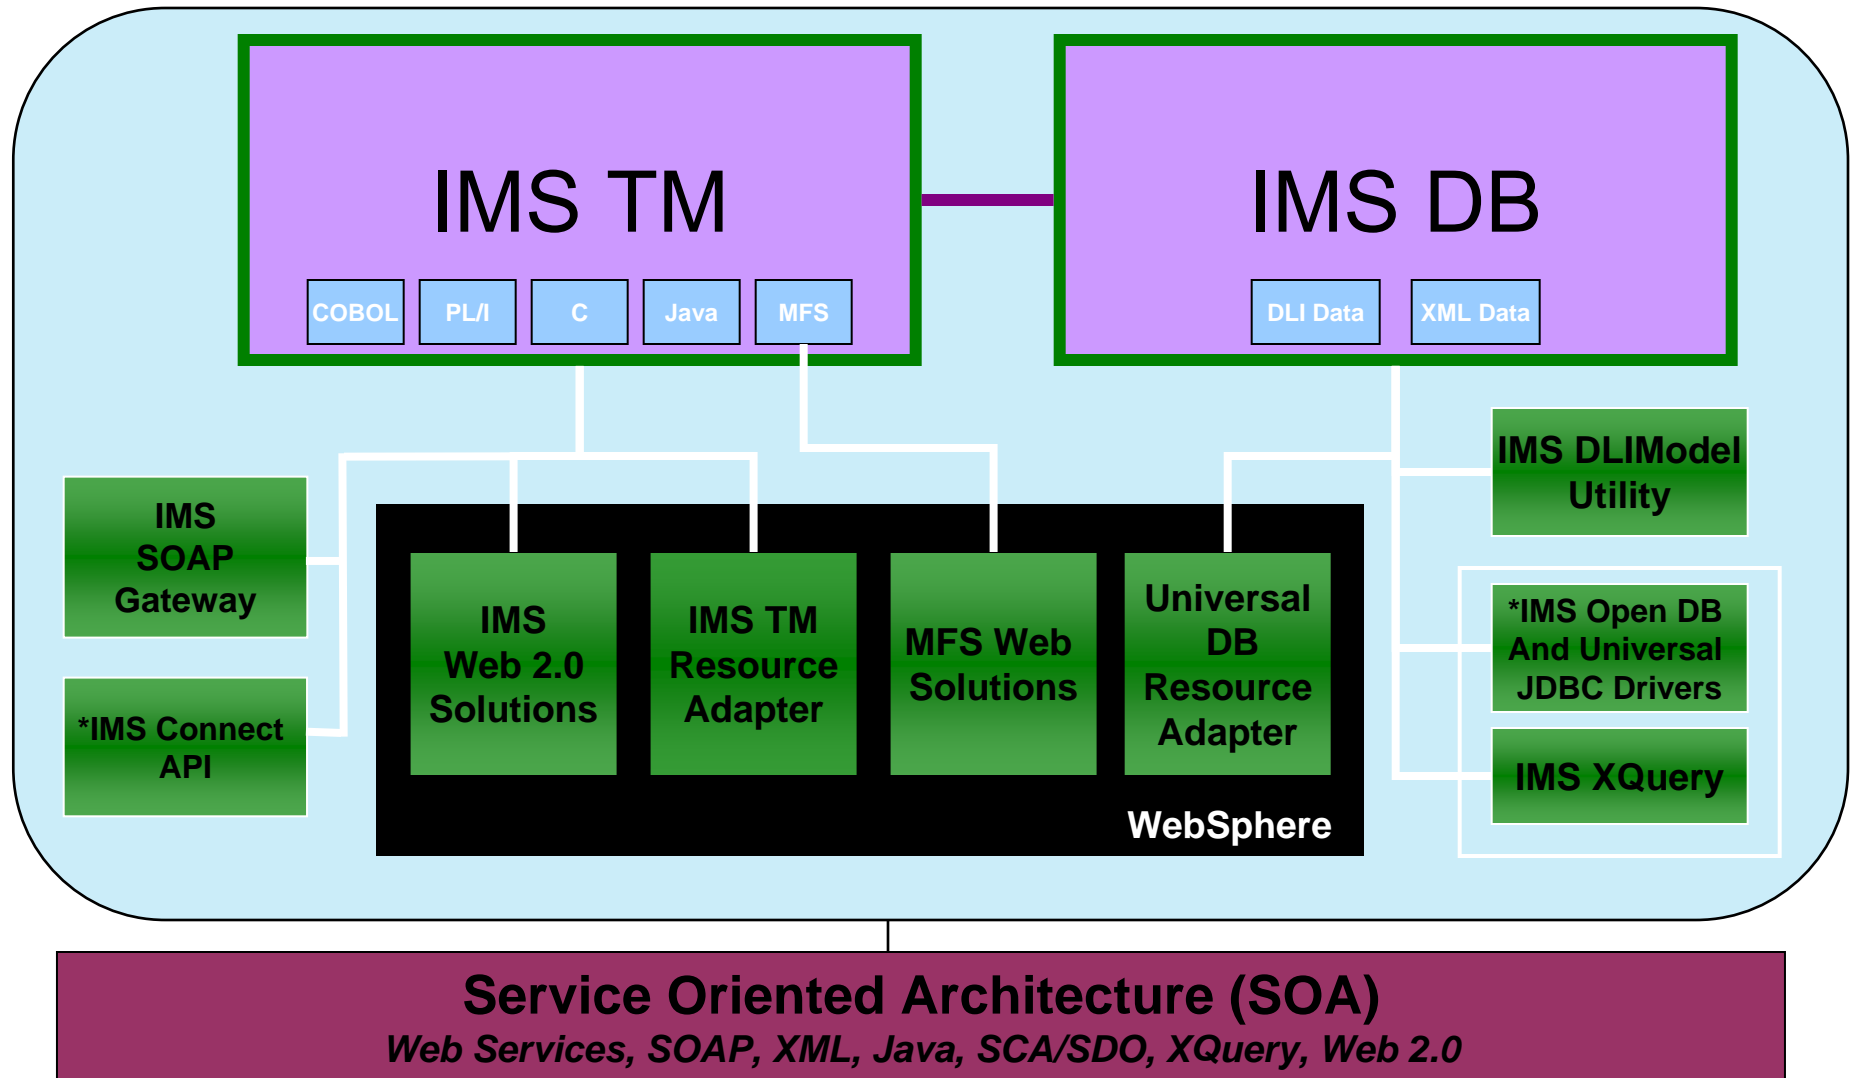 IMS TM
IMS DB
COBOL
PL/I
C
Java
MFS
DLI Data
XML Data
IMS DLIModel
Utility
IMS
SOAP
Gateway
*IMS Connect
API
IMS
Web 2.0
Solutions
IMS TM
Resource
Adapter
MFS Web
Solutions
Universal
DB
Resource
Adapter
WebSphere
*IMS Open DB
And Universal
JDBC Drivers
IMS XQuery
Service Oriented Architecture (SOA)
Web Services, SOAP, XML, Java, SCA/SDO, XQuery, Web 2.0